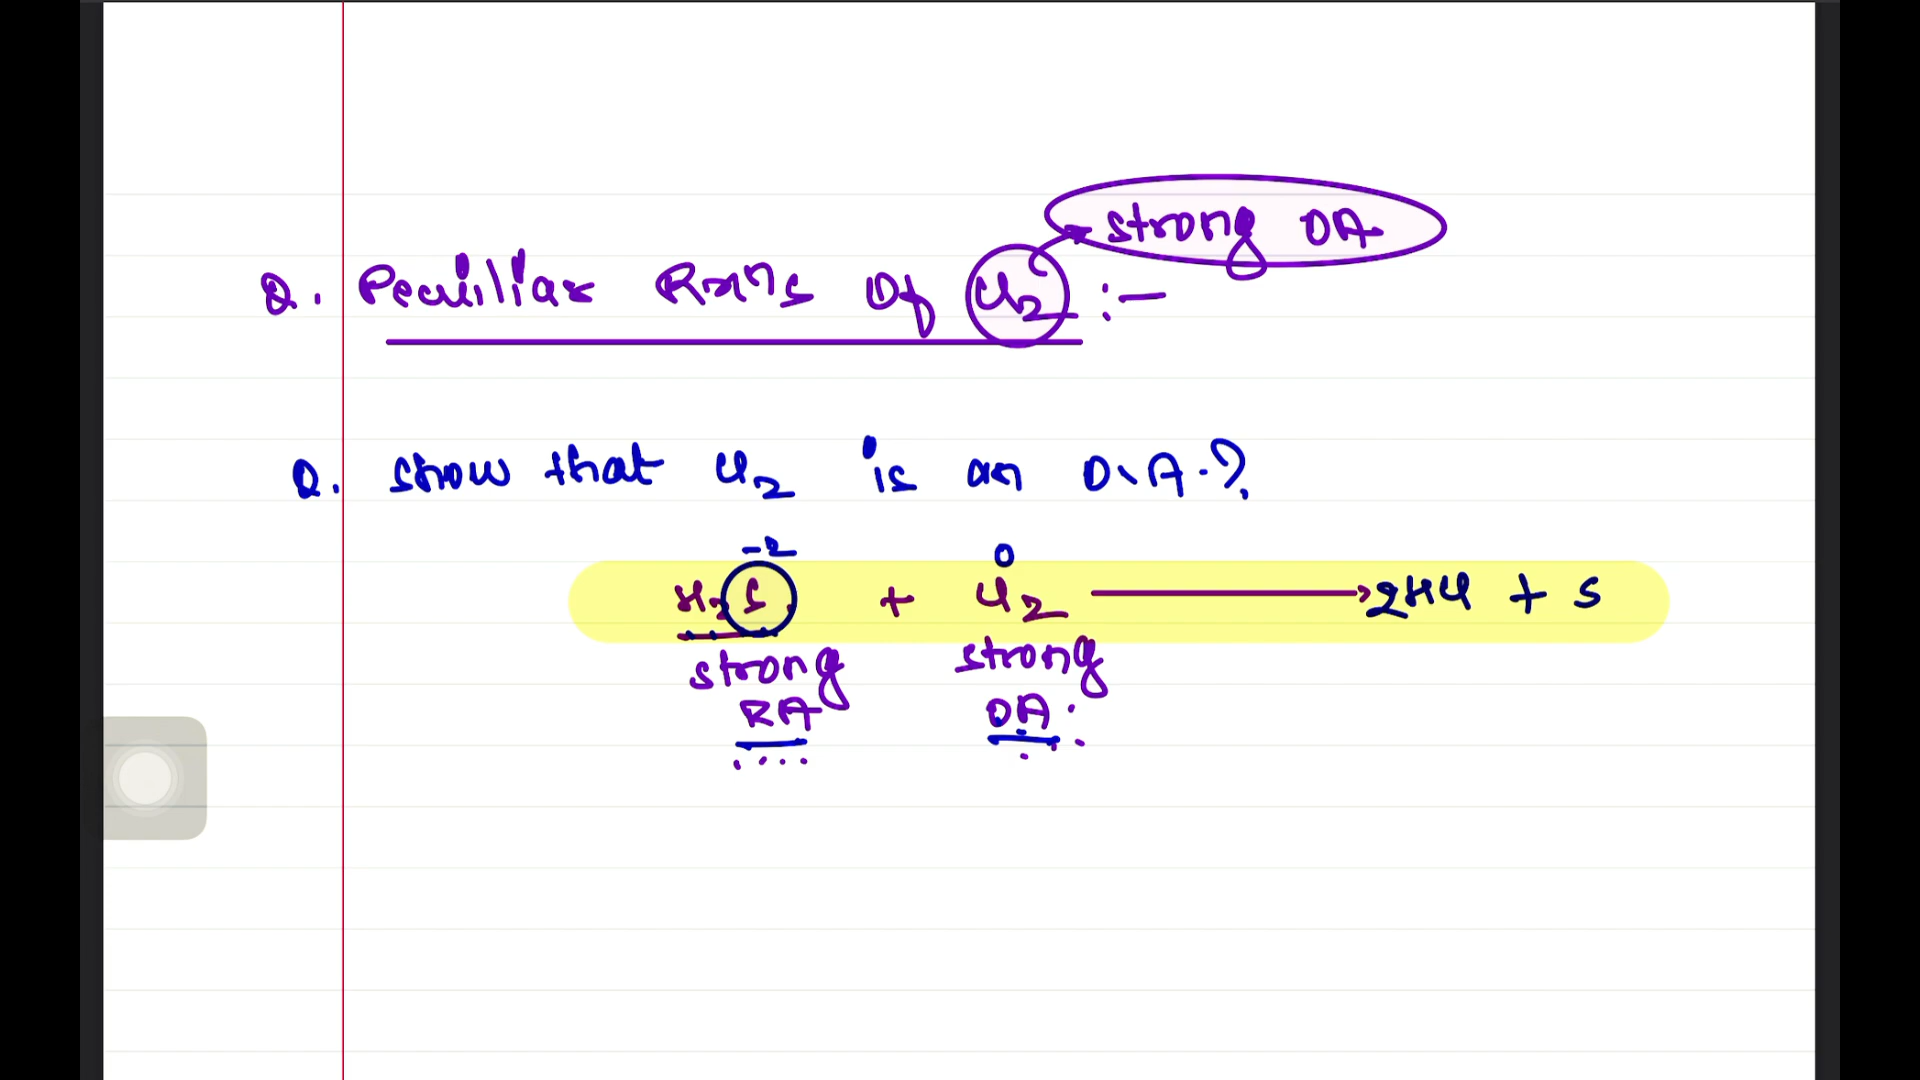 strong OA
Q. Peculiar Rxns Of Cl2 :-
Q. Show that Cl2 is an O.A.?
-2 0
H2S + Cl2 → 2HCl + S
strong strong
RA OA